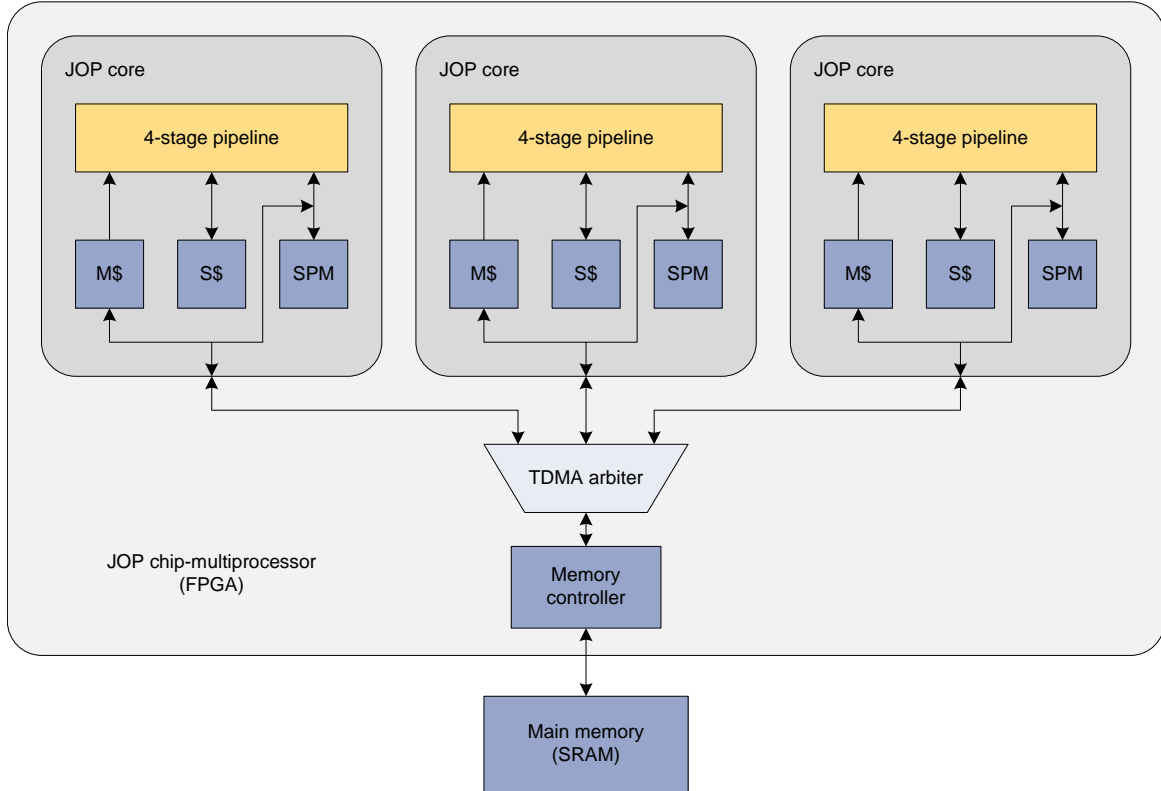 JOP core
JOP core
JOP core
4-stage pipeline
4-stage pipeline
4-stage pipeline
M$
S$
SPM
M$
S$
SPM
M$
S$
SPM
TDMA arbiter
JOP chip-multiprocessor
(FPGA)
Memory
controller
Main memory
(SRAM)